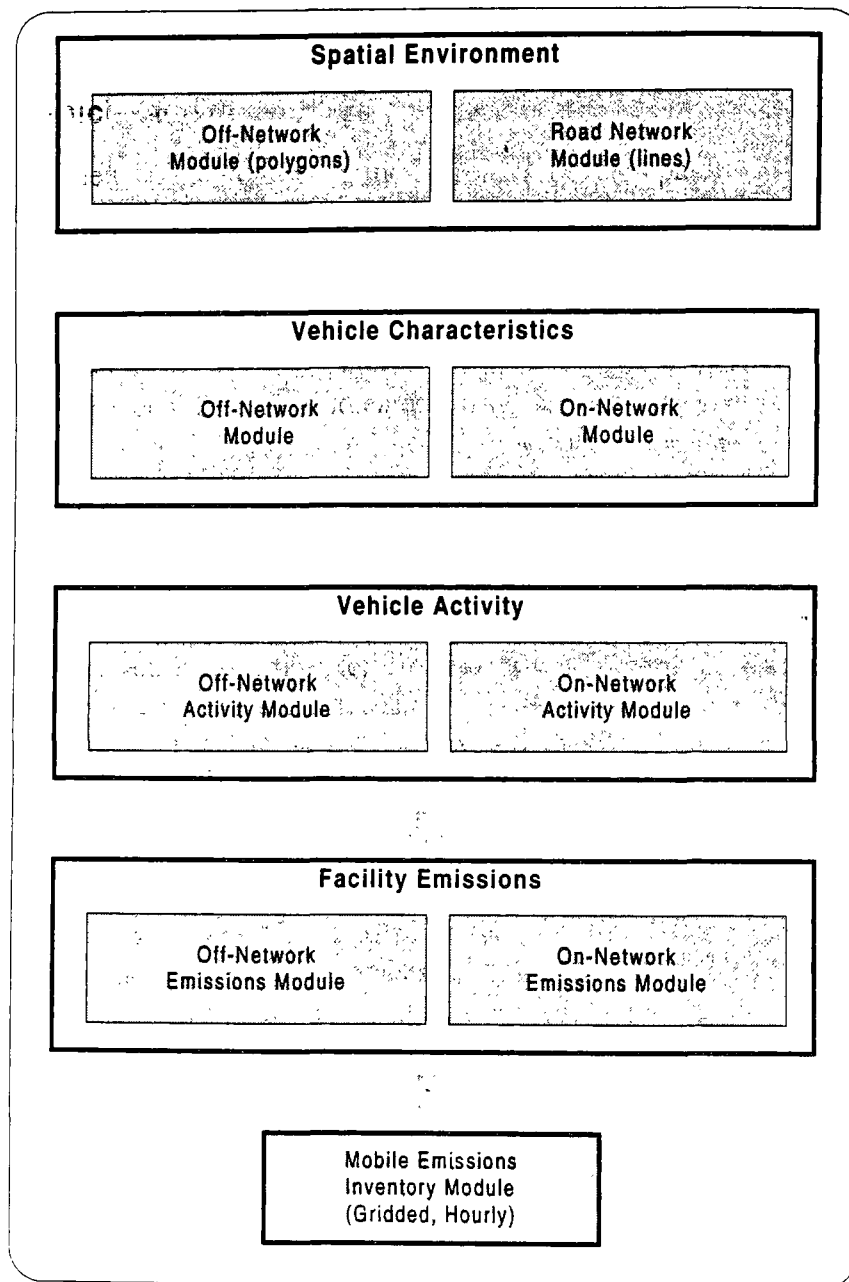 Spatial Environment
Off-Network
Module (polygons)
Road Network
Module (lines)
Vehicle Characteristics
Off-Network
Module
On-Network
Module
Vehicle Activity
Off-Network
Activity Module
On-Network
Activity Module
Facility Emissions
Off-Network
Emissions Module
On-Network
Emissions Module
Mobile Emissions
Inventory Module
(Gridded, Hourly)